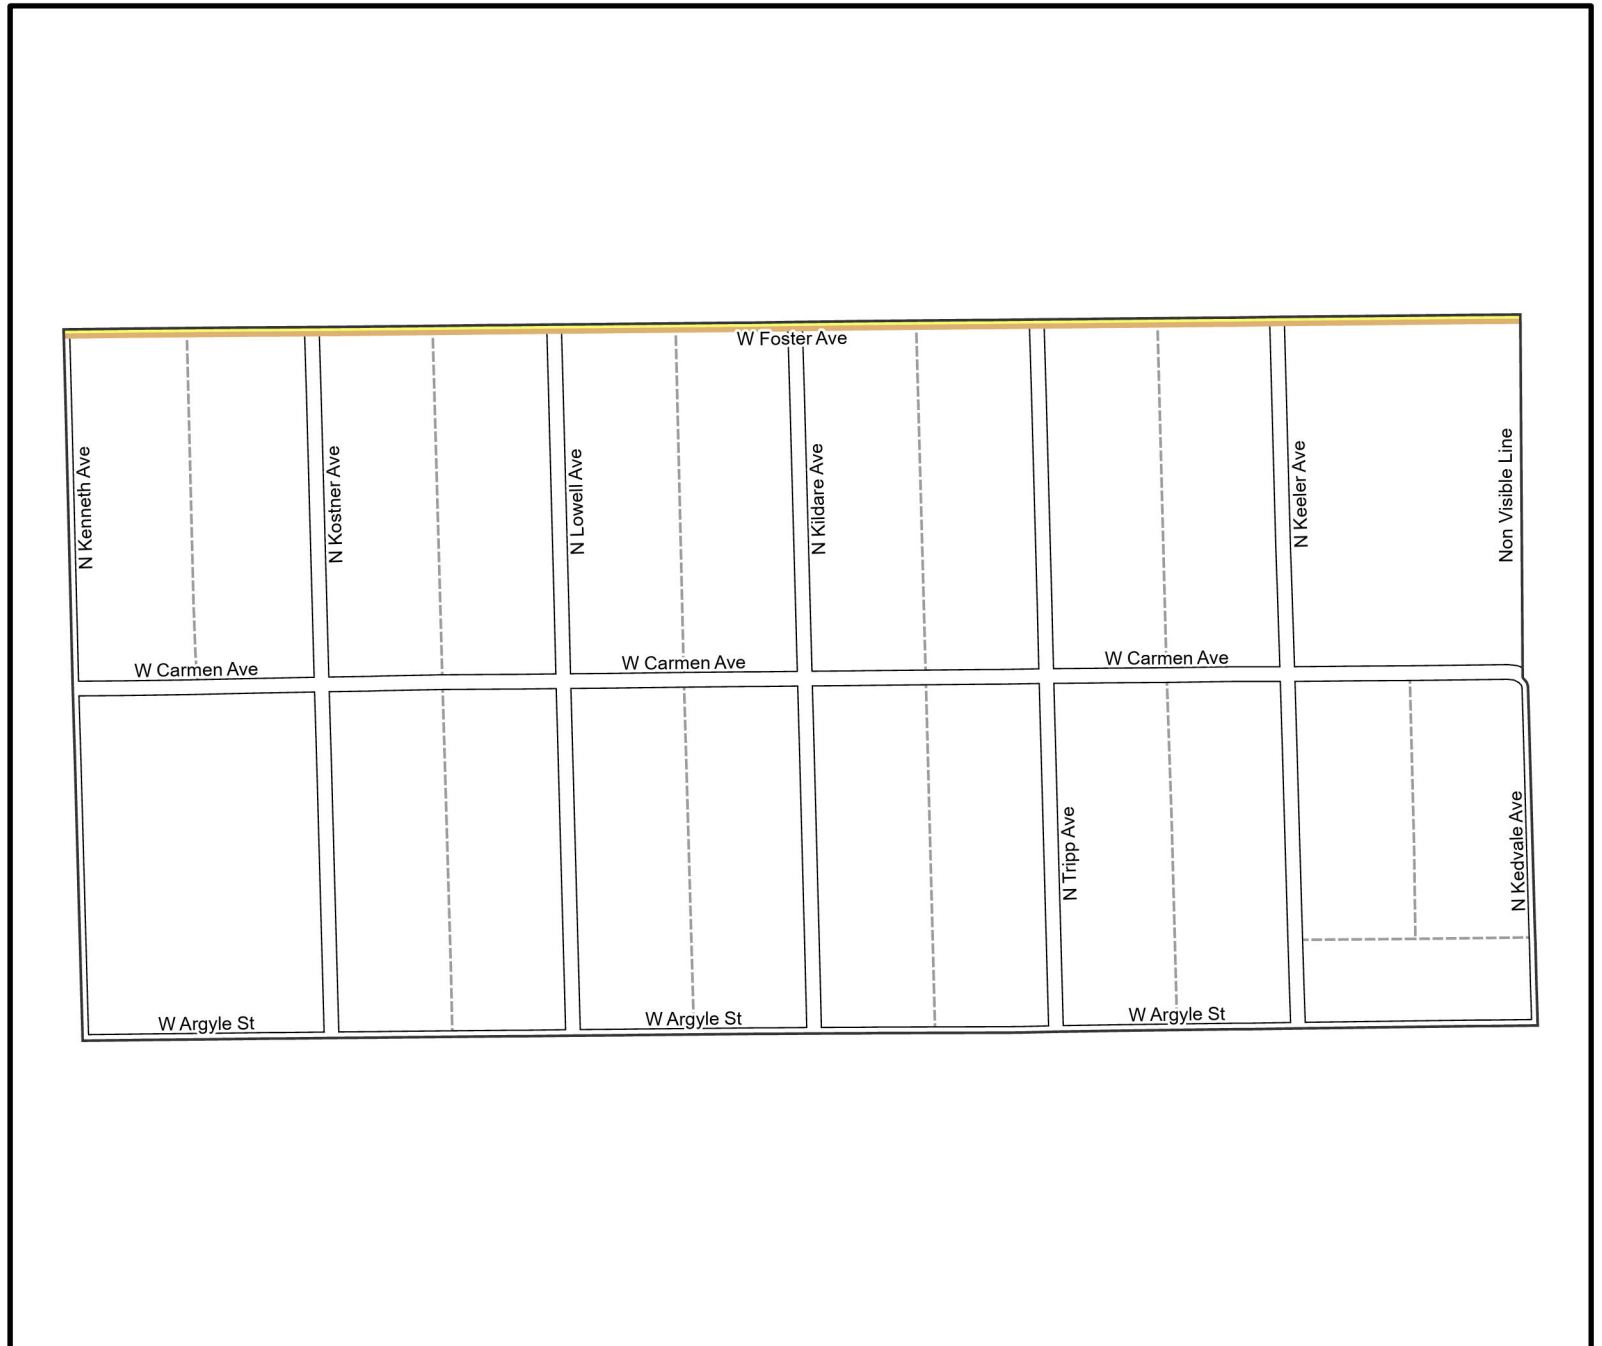 W Foster Ave
N Kenneth Ave
N Kostner Ave
N Lowell Ave
N Kildare Ave
N Keeler Ave
Non Visible Line
W Carmen Ave
W Carmen Ave
W Carmen Ave
N Tripp Ave
N Kedvale Ave
W Argyle St
W Argyle St
W Argyle St